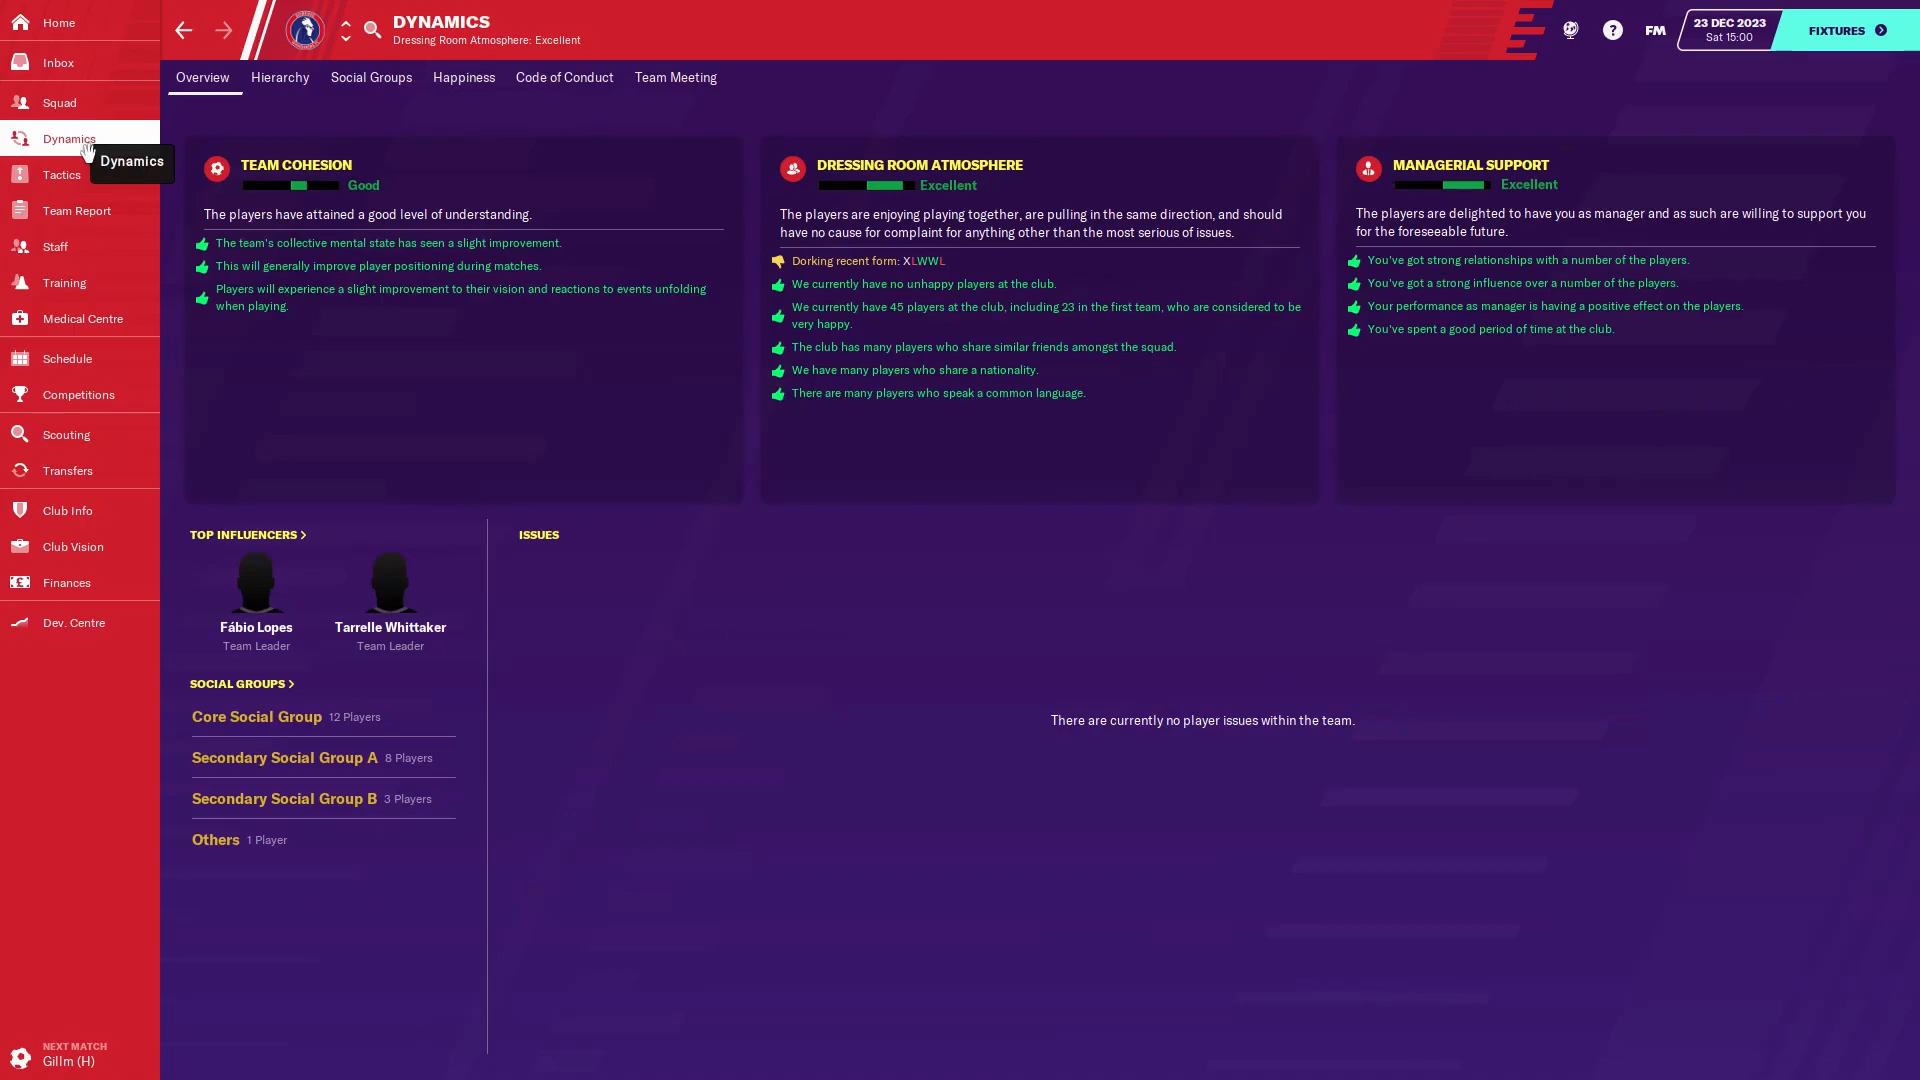 Home
Inbox
Squad
Dynamics
Dynamics
Tactics
Team Report
Staff
Training
Medical Centre
Schedule
Competitions
Scouting
Transfers
Club Info
Club Vision
Finances
Dev. Centre
NEXT MATCH
Gillm (H)
DYNAMICS
Dressing Room Atmosphere: Excellent
?
FM
23 DEC 2023
Sat 15:00
FIXTURES
Overview Hierarchy Social Groups Happiness Code of Conduct Team Meeting
TEAM COHESION
Good
The players have attained a good level of understanding.
The team's collective mental state has seen a slight improvement.
This will generally improve player positioning during matches.
Players will experience a slight improvement to their vision and reactions to events unfolding
when playing.
DRESSING ROOM ATMOSPHERE
Excellent
The players are enjoying playing together, are pulling in the same direction, and should
have no cause for complaint for anything other than the most serious of issues.
Dorking recent form: XLWWL
We currently have no unhappy players at the club.
We currently have 45 players at the club, including 23 in the first team, who are considered to be
very happy.
The club has many players who share similar friends amongst the squad.
We have many players who share a nationality.
There are many players who speak a common language.
MANAGERIAL SUPPORT
Excellent
The players are delighted to have you as manager and as such are willing to support you
for the foreseeable future.
You've got strong relationships with a number of the players.
You've got a strong influence over a number of the players.
Your performance as manager is having a positive effect on the players.
You've spent a good period of time at the club.
TOP INFLUENCERS >
Fábio Lopes
Team Leader
Tarrelle Whittaker
Team Leader
SOCIAL GROUPS >
Core Social Group 12 Players
Secondary Social Group A 8 Players
Secondary Social Group B 3 Players
Others 1 Player
ISSUES
There are currently no player issues within the team.